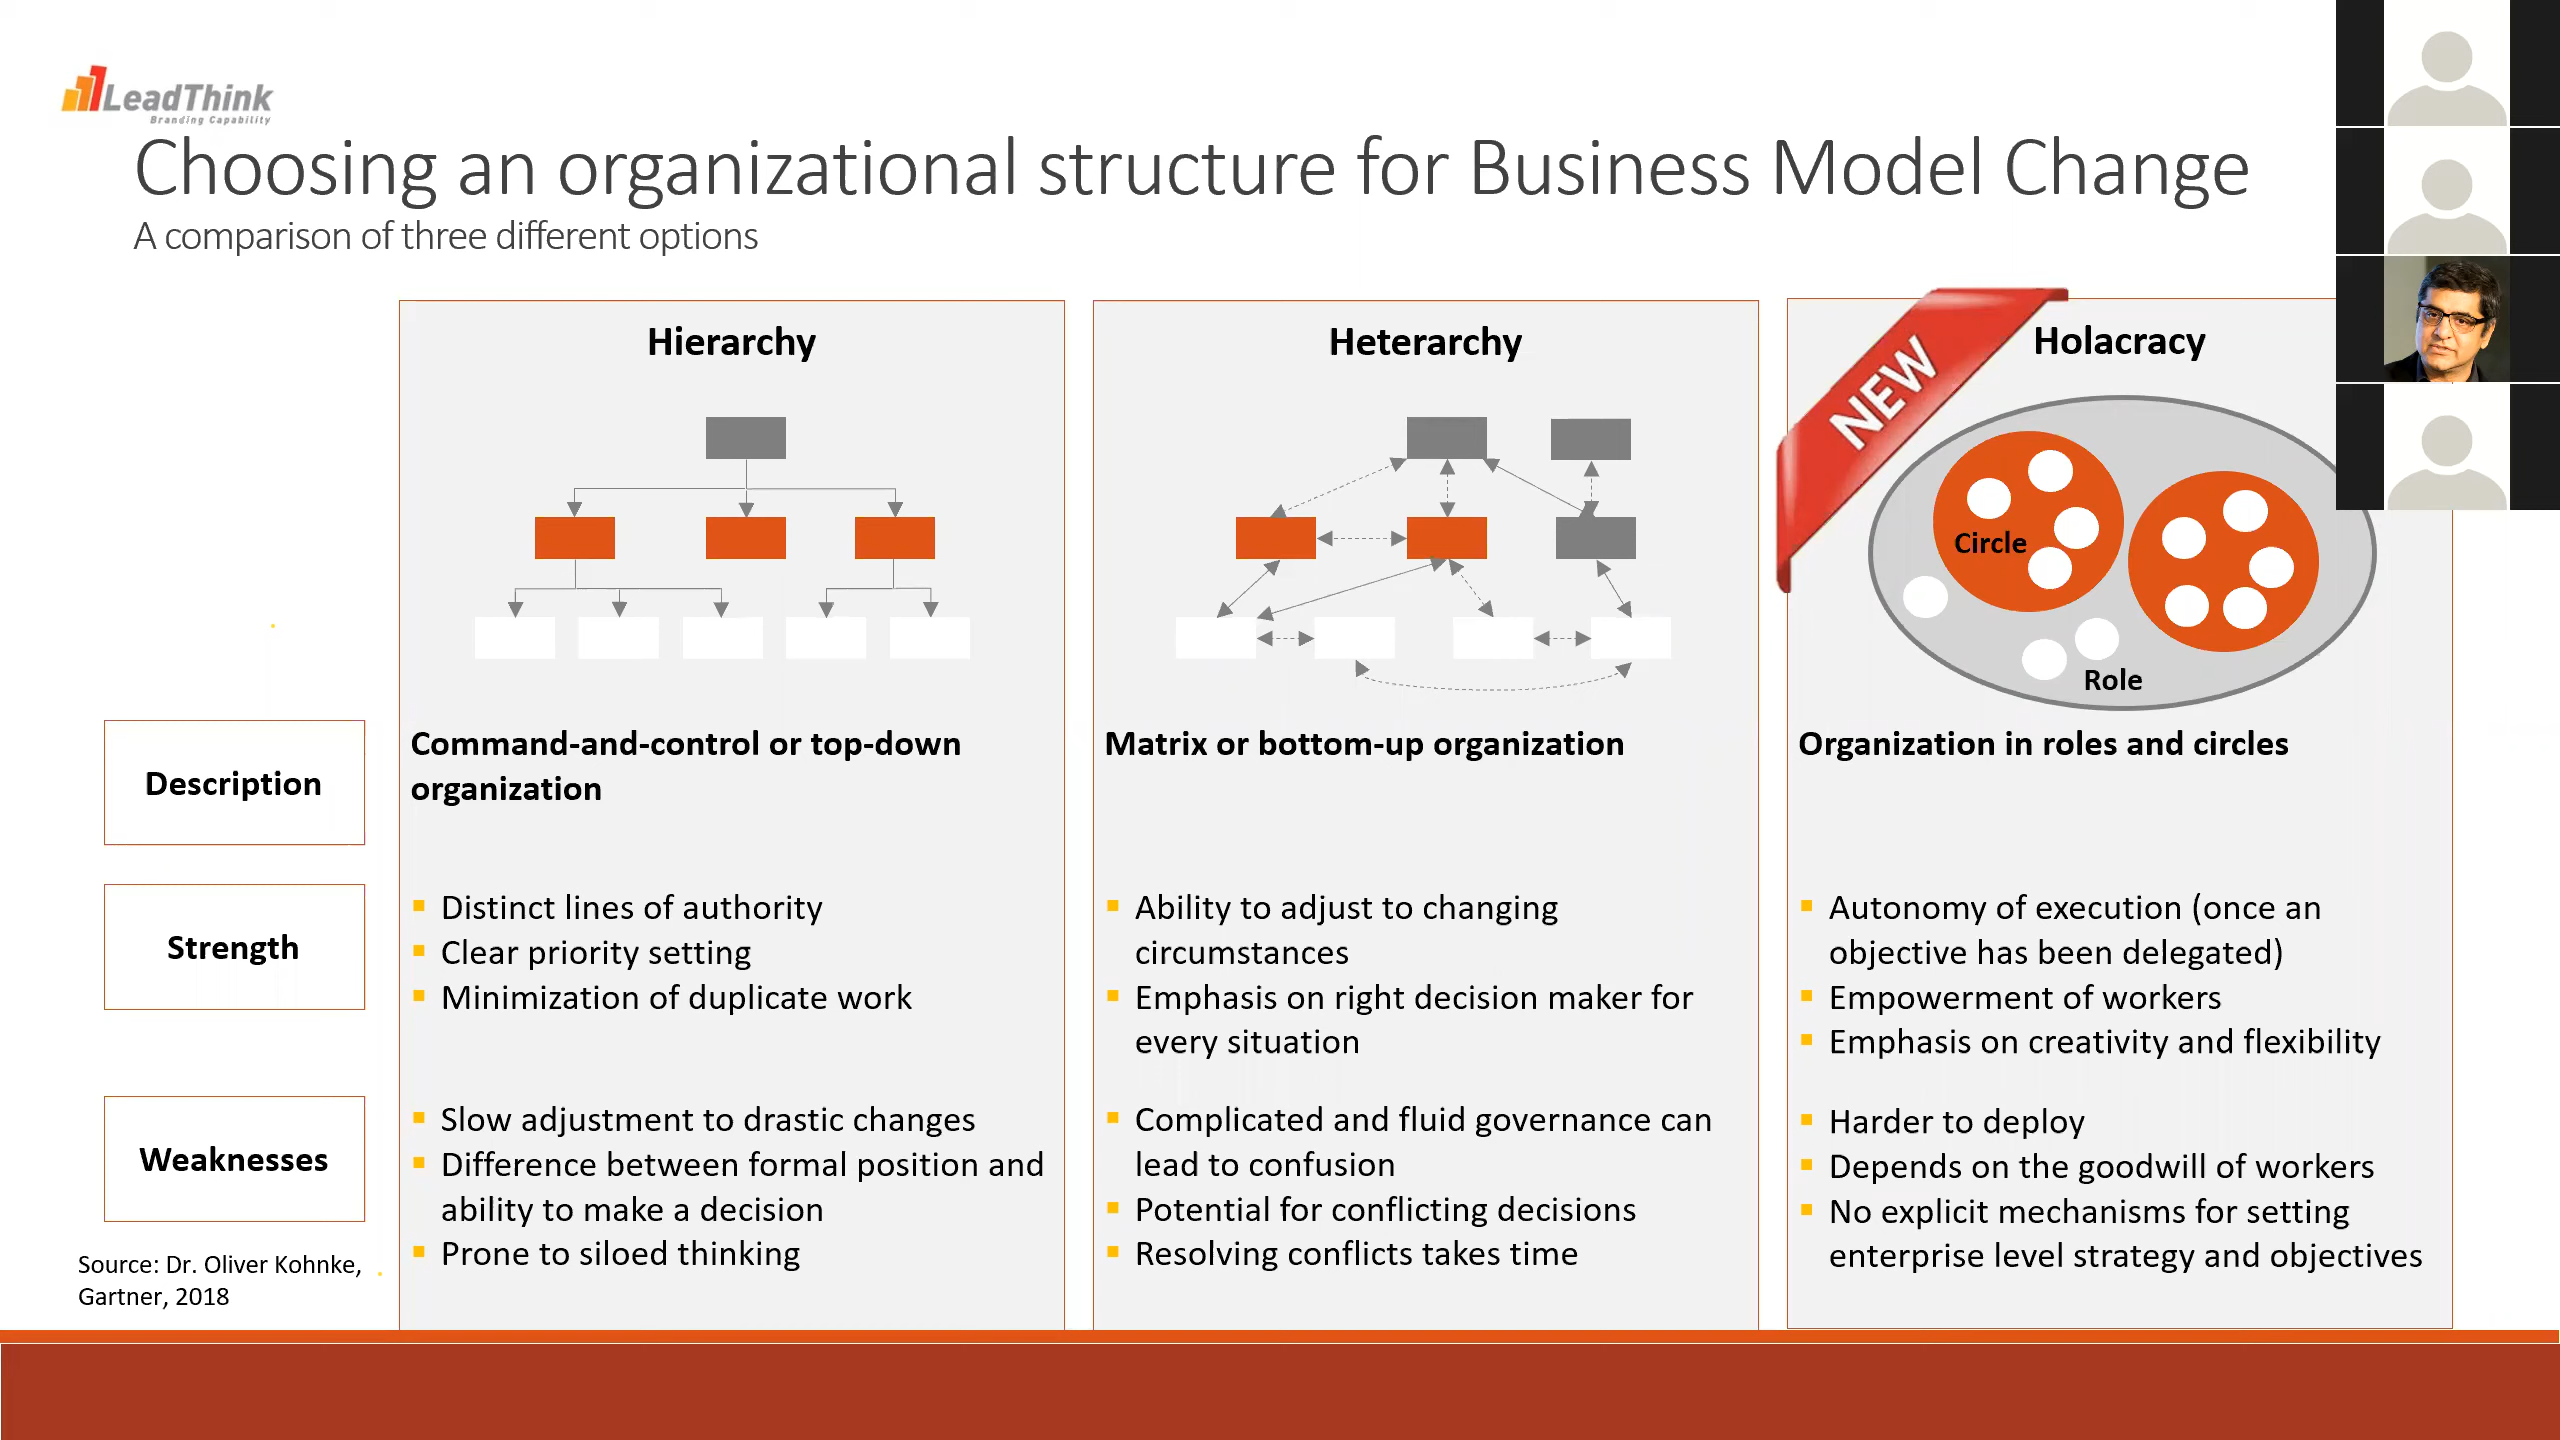 LeadThink
Branding Capability
Choosing an organizational structure for Business Model Change
A comparison of three different options
Hierarchy
Heterarchy
NEW
Holacracy
Circle
Role
Description
Command-and-control or top-down
organization
Matrix or bottom-up organization
Organization in roles and circles
Strength
Distinct lines of authority
Clear priority setting
Minimization of duplicate work
Ability to adjust to changing
circumstances
Emphasis on right decision maker for
every situation
Autonomy of execution (once an
objective has been delegated)
Empowerment of workers
Emphasis on creativity and flexibility
Weaknesses
Slow adjustment to drastic changes
Difference between formal position and
ability to make a decision
Prone to siloed thinking
Complicated and fluid governance can
lead to confusion
Potential for conflicting decisions
Resolving conflicts takes time
Harder to deploy
Depends on the goodwill of workers
No explicit mechanisms for setting
enterprise level strategy and objectives
Source: Dr. Oliver Kohnke,
Gartner, 2018